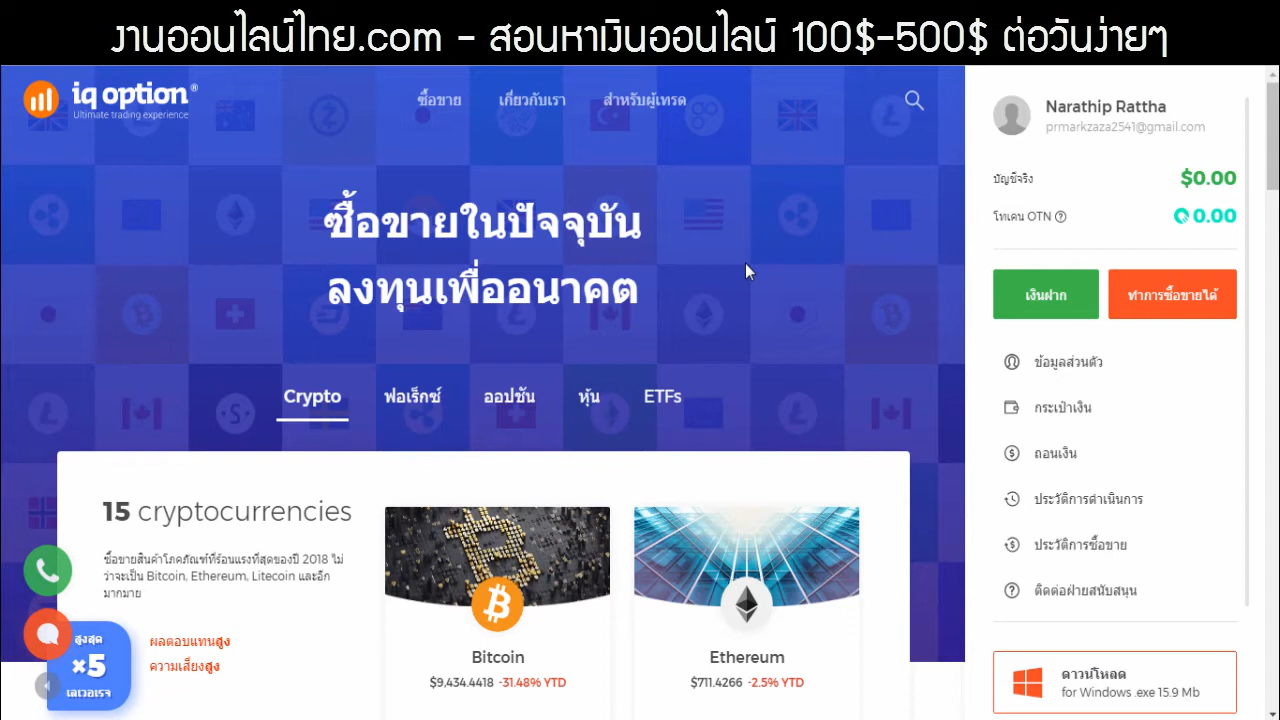 งานออนไลน์ไทย.com - สอนหาเงินออนไลน์ 100$-500$ ต่อวันง่ายๆ
iq option®
Ultimate trading experience
ซื้อขาย เกี่ยวกับเรา สำหรับผู้เทรด
Narathip Rattha
prmarkzaza2541@gmail.com
บัญชีจริง $0.00
โทเคน OTN 0.00
ซื้อขายในปัจจุบัน
ลงทุนเพื่ออนาคต
เงินฝาก ทำการซื้อขายได้
ข้อมูลส่วนตัว
กระเป๋าเงิน
ถอนเงิน
ประวัติการดำเนินการ
ประวัติการซื้อขาย
ติดต่อฝ่ายสนับสนุน
ดาวน์โหลด
for Windows .exe 15.9 Mb
Crypto ฟอเร็กซ์ ออปชัน หุ้น ETFs
15 cryptocurrencies
ซื้อขายสินค้าโภคภัณฑ์ที่ร้อนแรงที่สุดของปี 2018 ไม่
ว่าจะเป็น Bitcoin, Ethereum, Litecoin และอีก
มากมาย
ผลตอบแทนสูง
ความเสี่ยงสูง
สูงสุด
×5
เลเวอเรจ
Bitcoin
$9,434.4418 -31.48% YTD
Ethereum
$711.4266 -2.5% YTD